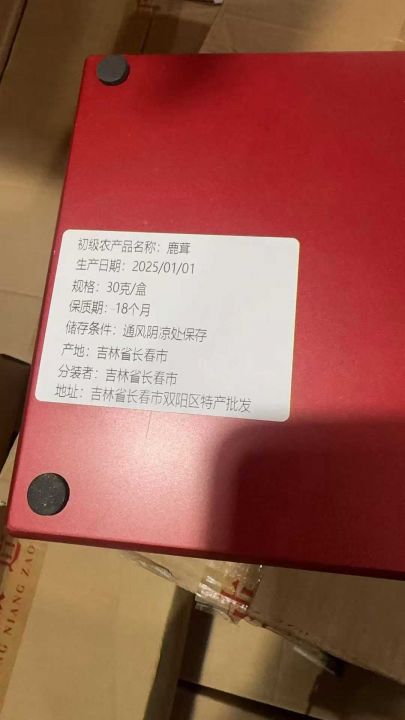 初级农产品名称：鹿茸
生产日期：2025/01/01
规格：30克/盒
保质期：18个月
储存条件：通风阴凉处保存
产地：吉林省长春市
分装者：吉林省长春市
地址：吉林省长春市双阳区特产批发
NIANG ZAO